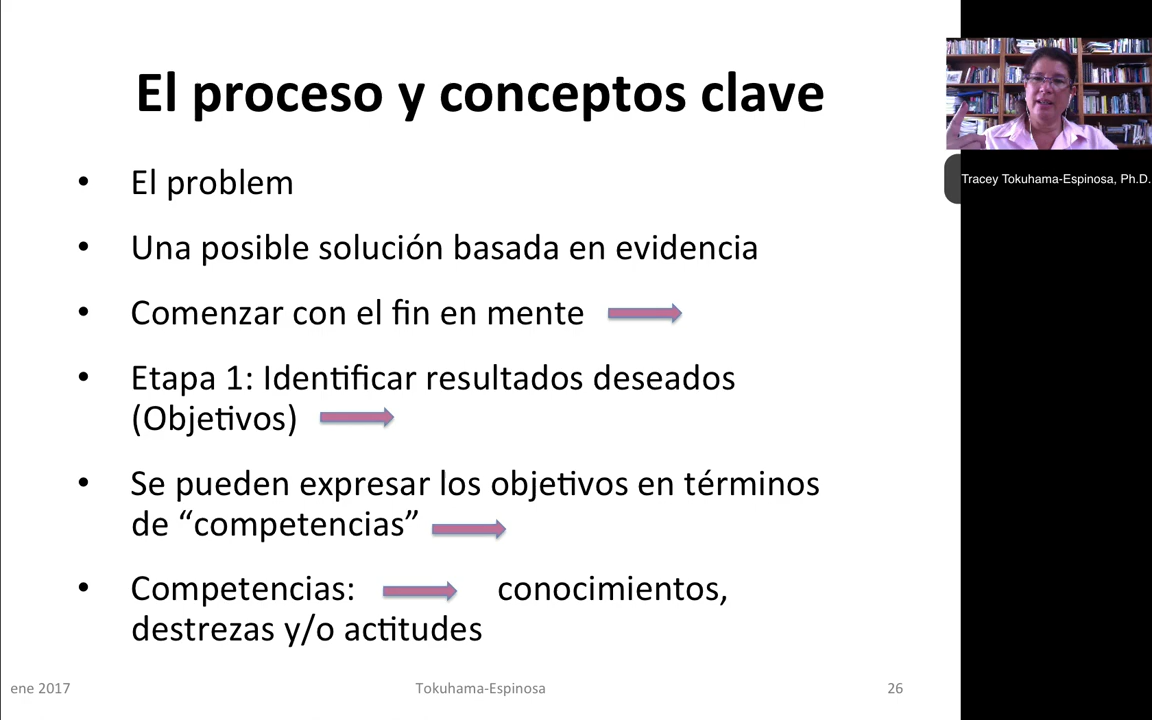 El proceso y conceptos clave
• El problem
• Una posible solución basada en evidencia
• Comenzar con el fin en mente
• Etapa 1: Identificar resultados deseados
(Objetivos)
• Se pueden expresar los objetivos en términos
de “competencias”
• Competencias: conocimientos,
destrezas y/o actitudes
ene 2017
Tokuhama-Espinosa
26
Tracey Tokuhama-Espinosa, Ph.D.